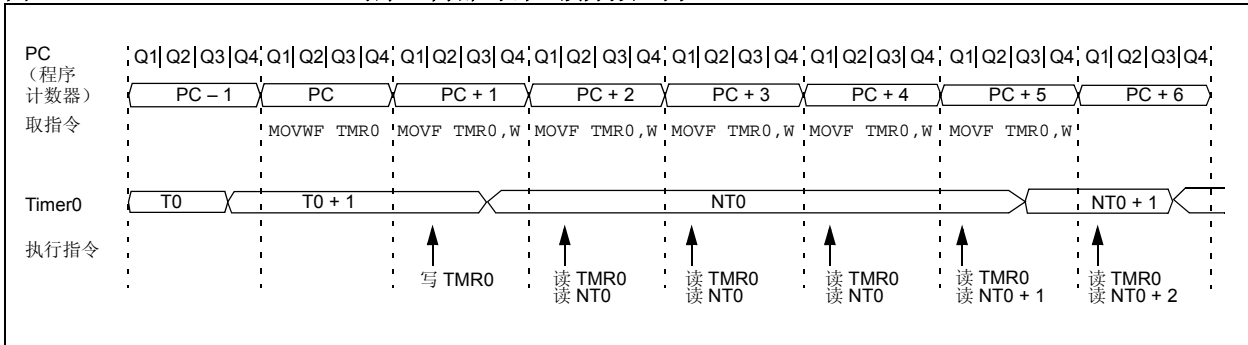 PC
（程序
计数器）
Q1 Q2 Q3 Q4 Q1 Q2 Q3 Q4 Q1 Q2 Q3 Q4 Q1 Q2 Q3 Q4 Q1 Q2 Q3 Q4 Q1 Q2 Q3 Q4 Q1 Q2 Q3 Q4 Q1 Q2 Q3 Q4
PC – 1 PC PC + 1 PC + 2 PC + 3 PC + 4 PC + 5 PC + 6
取指令
MOVWF TMR0 MOVF TMR0,W MOVF TMR0,W MOVF TMR0,W MOVF TMR0,W MOVF TMR0,W
Timer0
T0 T0 + 1 NT0 NT0 + 1
执行指令
写 TMR0 读 TMR0 读 TMR0 读 TMR0 读 TMR0 读 TMR0
读 NT0 读 NT0 读 NT0 读 NT0 + 1 读 NT0 + 2